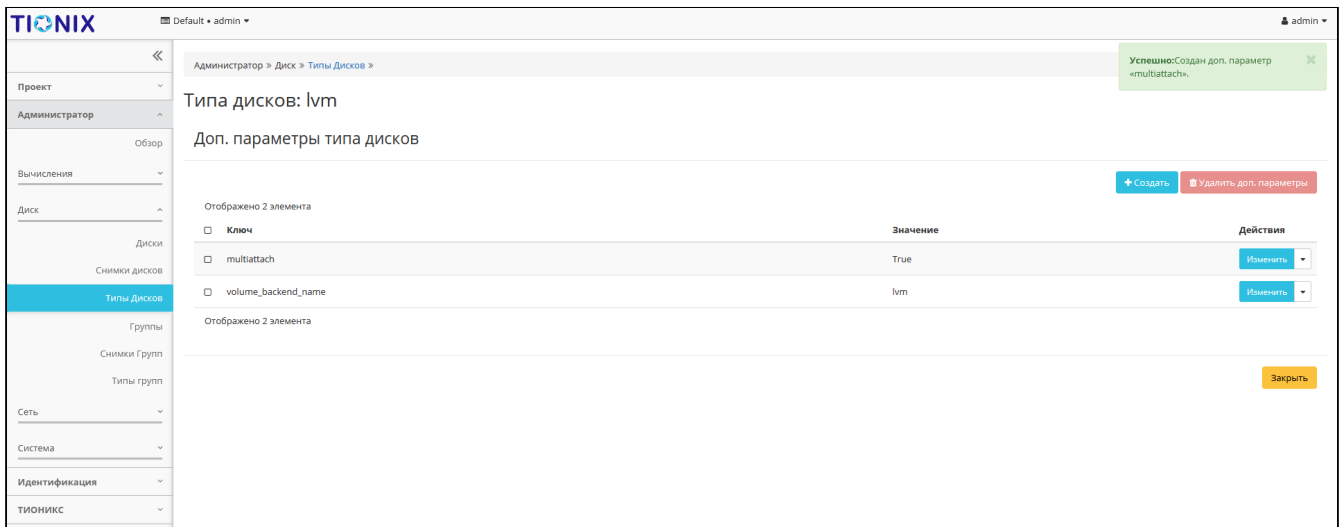 TIONIX
Default • admin
admin
Администратор » Диск » Типы Дисков »
Успешно:Создан доп. параметр
«multiattach».
Проект
Администратор
Обзор
Вычисления
Диск
Диски
Снимки дисков
Типы Дисков
Группы
Снимки Групп
Типы групп
Сеть
Система
Идентификация
ТИОНИКС
Типа дисков: lvm
Доп. параметры типа дисков
Создать
Удалить доп. параметры
Отображено 2 элемента
Ключ Значение Действия
multiattach True Изменить
volume_backend_name lvm Изменить
Отображено 2 элемента
Закрыть